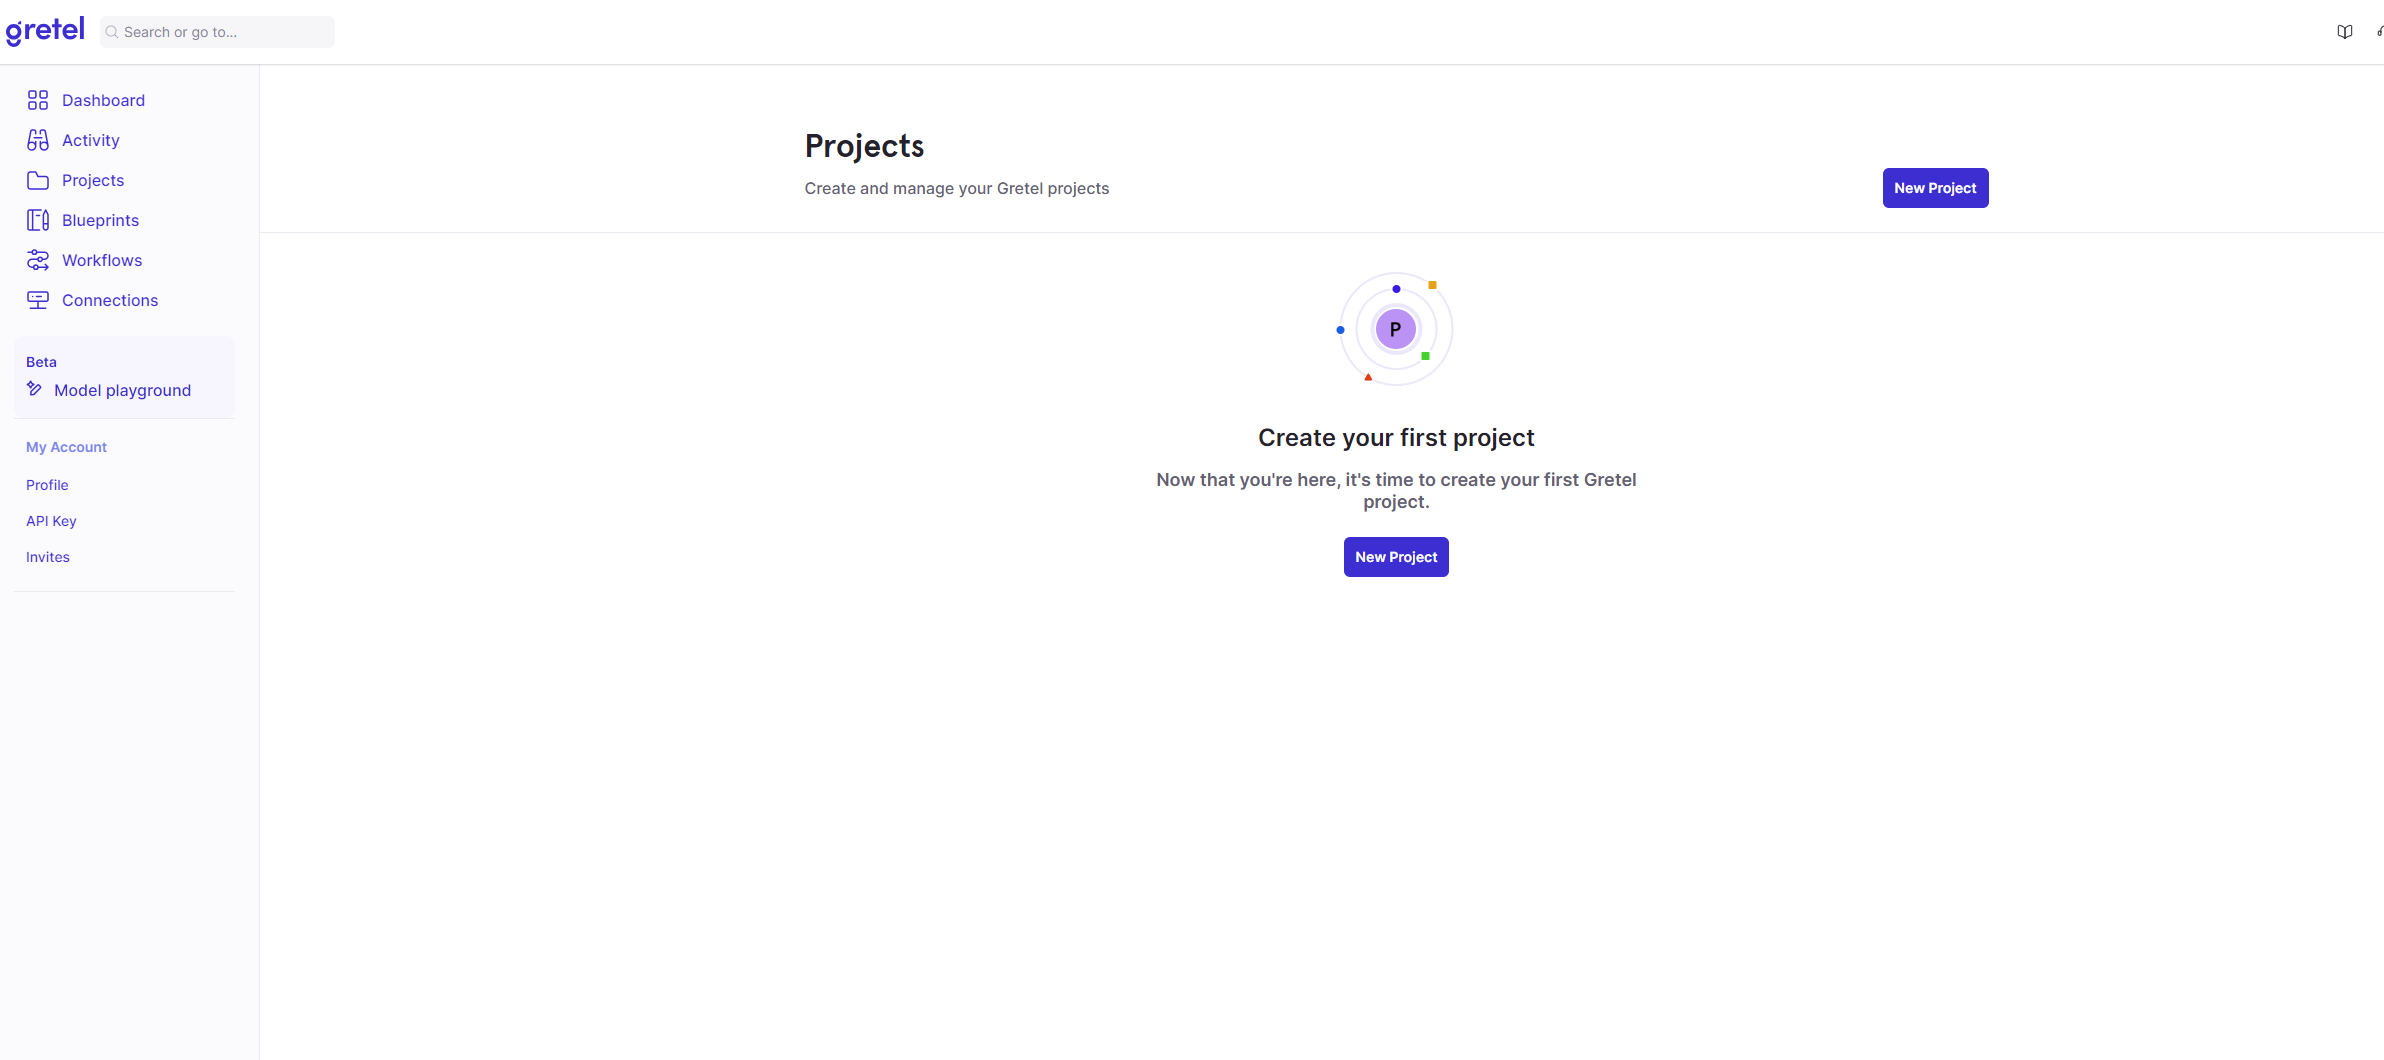 gretel
Search or go to...
Dashboard
Activity
Projects
Blueprints
Workflows
Connections
Beta
Model playground
My Account
Profile
API Key
Invites
Projects
Create and manage your Gretel projects
New Project
P
Create your first project
Now that you're here, it's time to create your first Gretel
project.
New Project